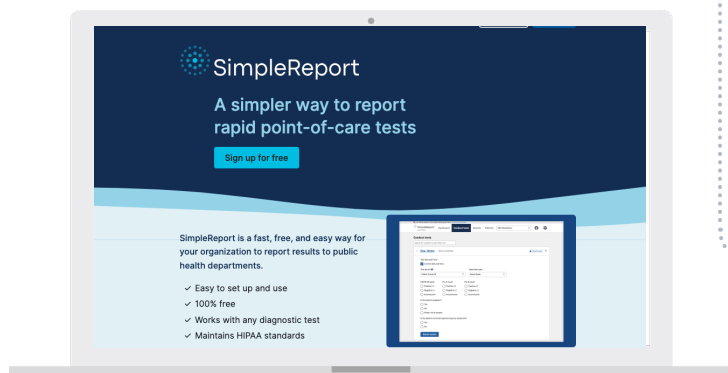 SimpleReport
A simpler way to report
rapid point-of-care tests
Sign up for free
SimpleReport is a fast, free, and easy way for
your organization to report results to public
health departments.
✓ Easy to set up and use
✓ 100% free
✓ Works with any diagnostic test
✓ Maintains HIPAA standards